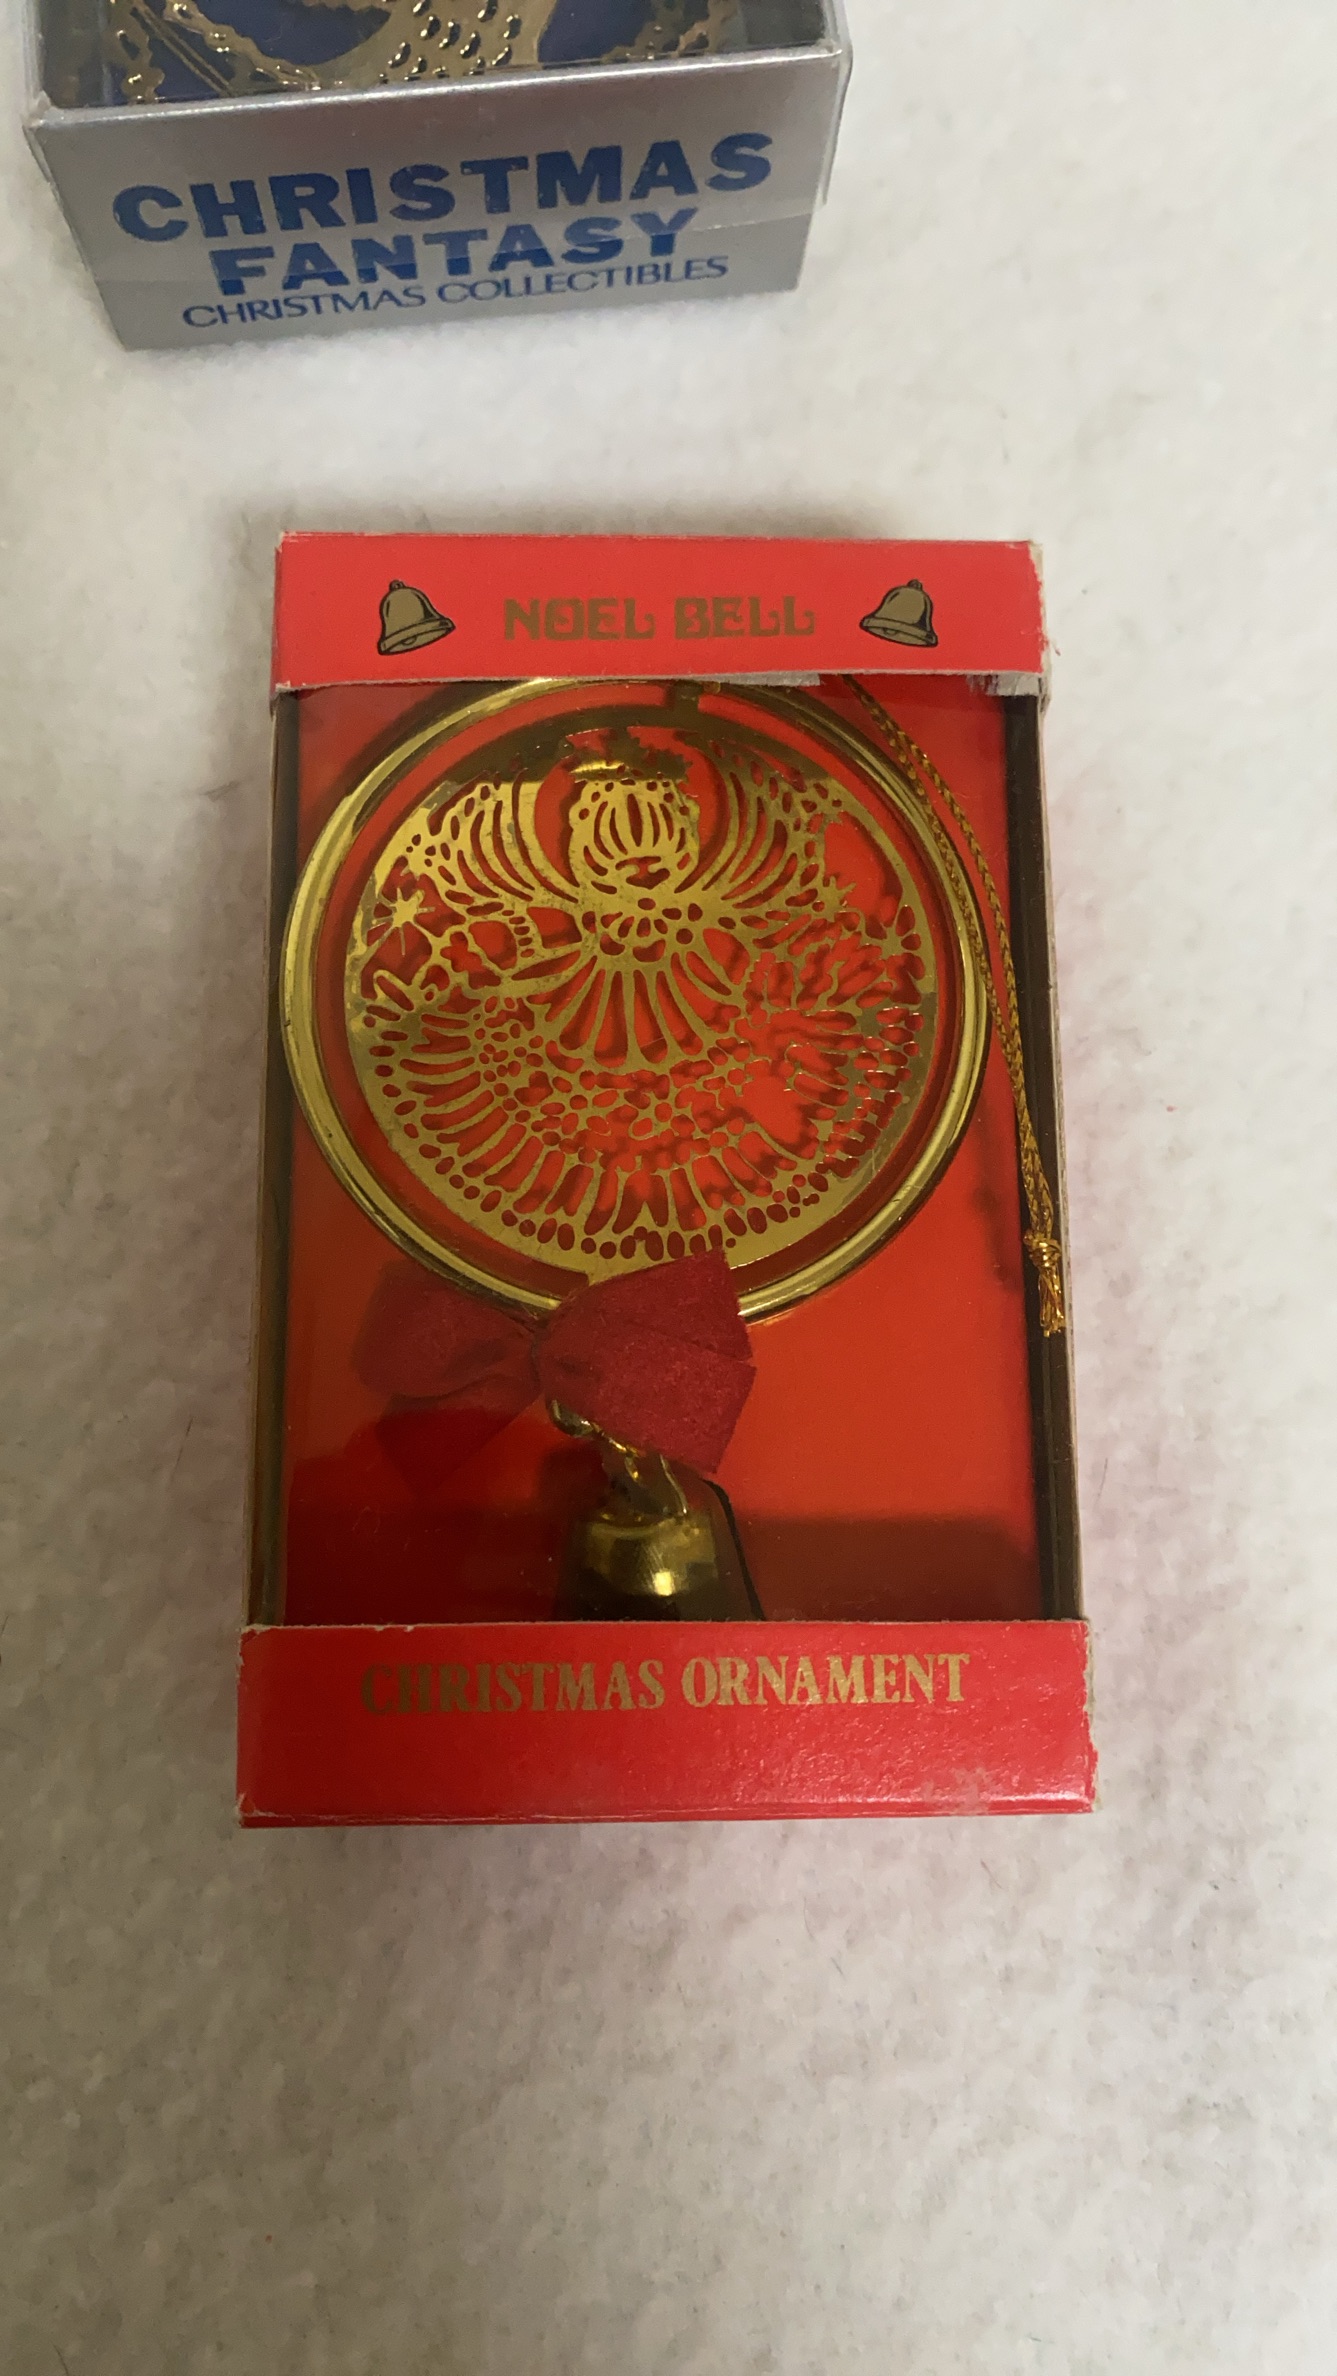 CHRISTMAS
FANTASY
CHRISTMAS COLLECTIBLES
NOEL BELL
CHRISTMAS ORNAMENT